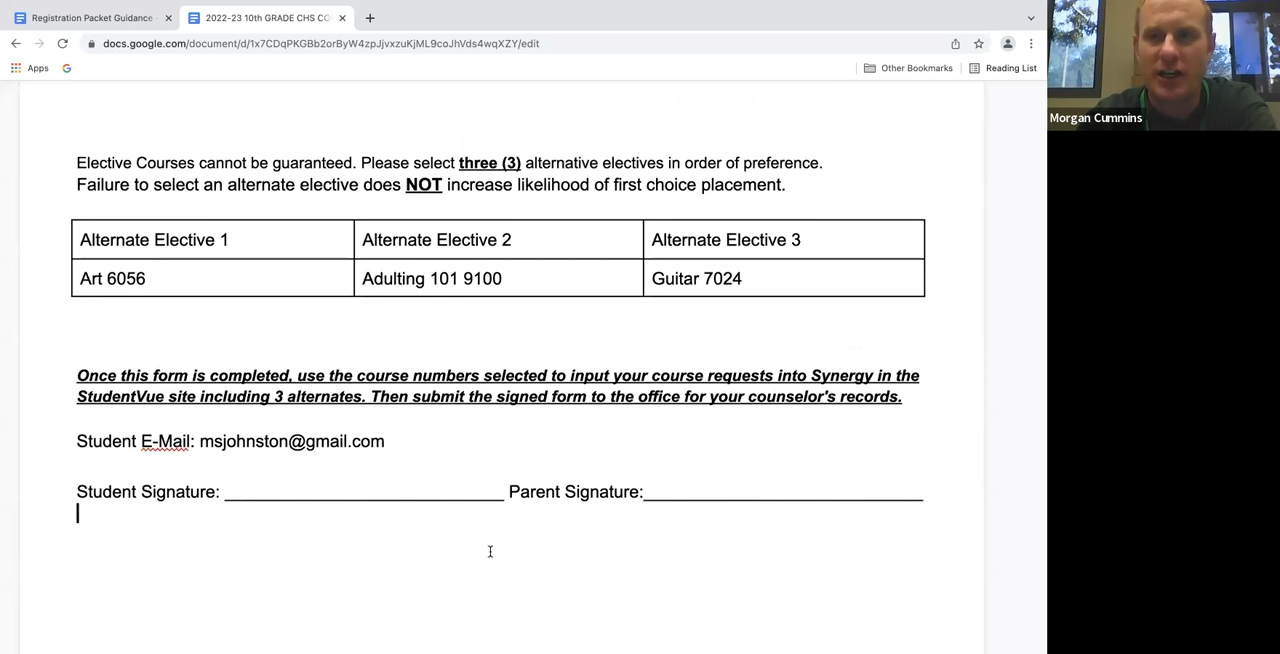 Registration Packet Guidance
2022-23 10th GRADE CHS CO
docs.google.com/document/d/1x7CDqPKGBb2orByW4zpJjvxzuKjML9coJhVds4wqXZY/edit
Apps
Other Bookmarks
Reading List
Morgan Cummins
Elective Courses cannot be guaranteed. Please select three (3) alternative electives in order of preference.
Failure to select an alternate elective does NOT increase likelihood of first choice placement.
Alternate Elective 1
Alternate Elective 2
Alternate Elective 3
Art 6056
Adulting 101 9100
Guitar 7024
Once this form is completed, use the course numbers selected to input your course requests into Synergy in the
StudentVue site including 3 alternates. Then submit the signed form to the office for your counselor's records.
Student E-Mail: msjohnston@gmail.com
Student Signature: ______________________________ Parent Signature:______________________________